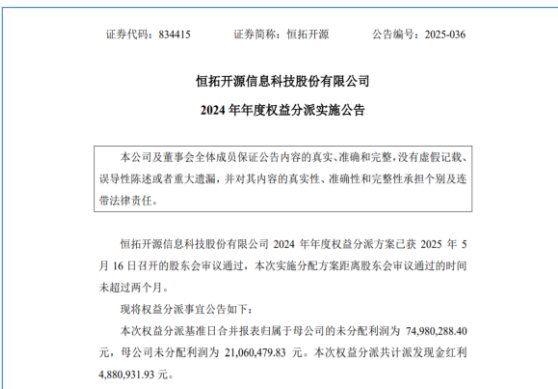 证券代码：834415 证券简称：恒拓开源 公告编号：2025-036
恒拓开源信息科技股份有限公司
2024 年年度权益分派实施公告
本公司及董事会全体成员保证公告内容的真实、准确和完整，没有虚假记载、
误导性陈述或者重大遗漏，并对其内容的真实性、准确性和完整性承担个别及连
带法律责任。
恒拓开源信息科技股份有限公司 2024 年年度权益分派方案已获 2025 年 5
月 16 日召开的股东会审议通过，本次实施分配方案距离股东会审议通过的时间
未超过两个月。
现将权益分派事宜公告如下：
本次权益分派基准日合并报表归属于母公司的未分配利润为 74,980,288.40
元，母公司未分配利润为 21,060,479.83 元。本次权益分派共计派发现金红利
4,880,931.93 元。